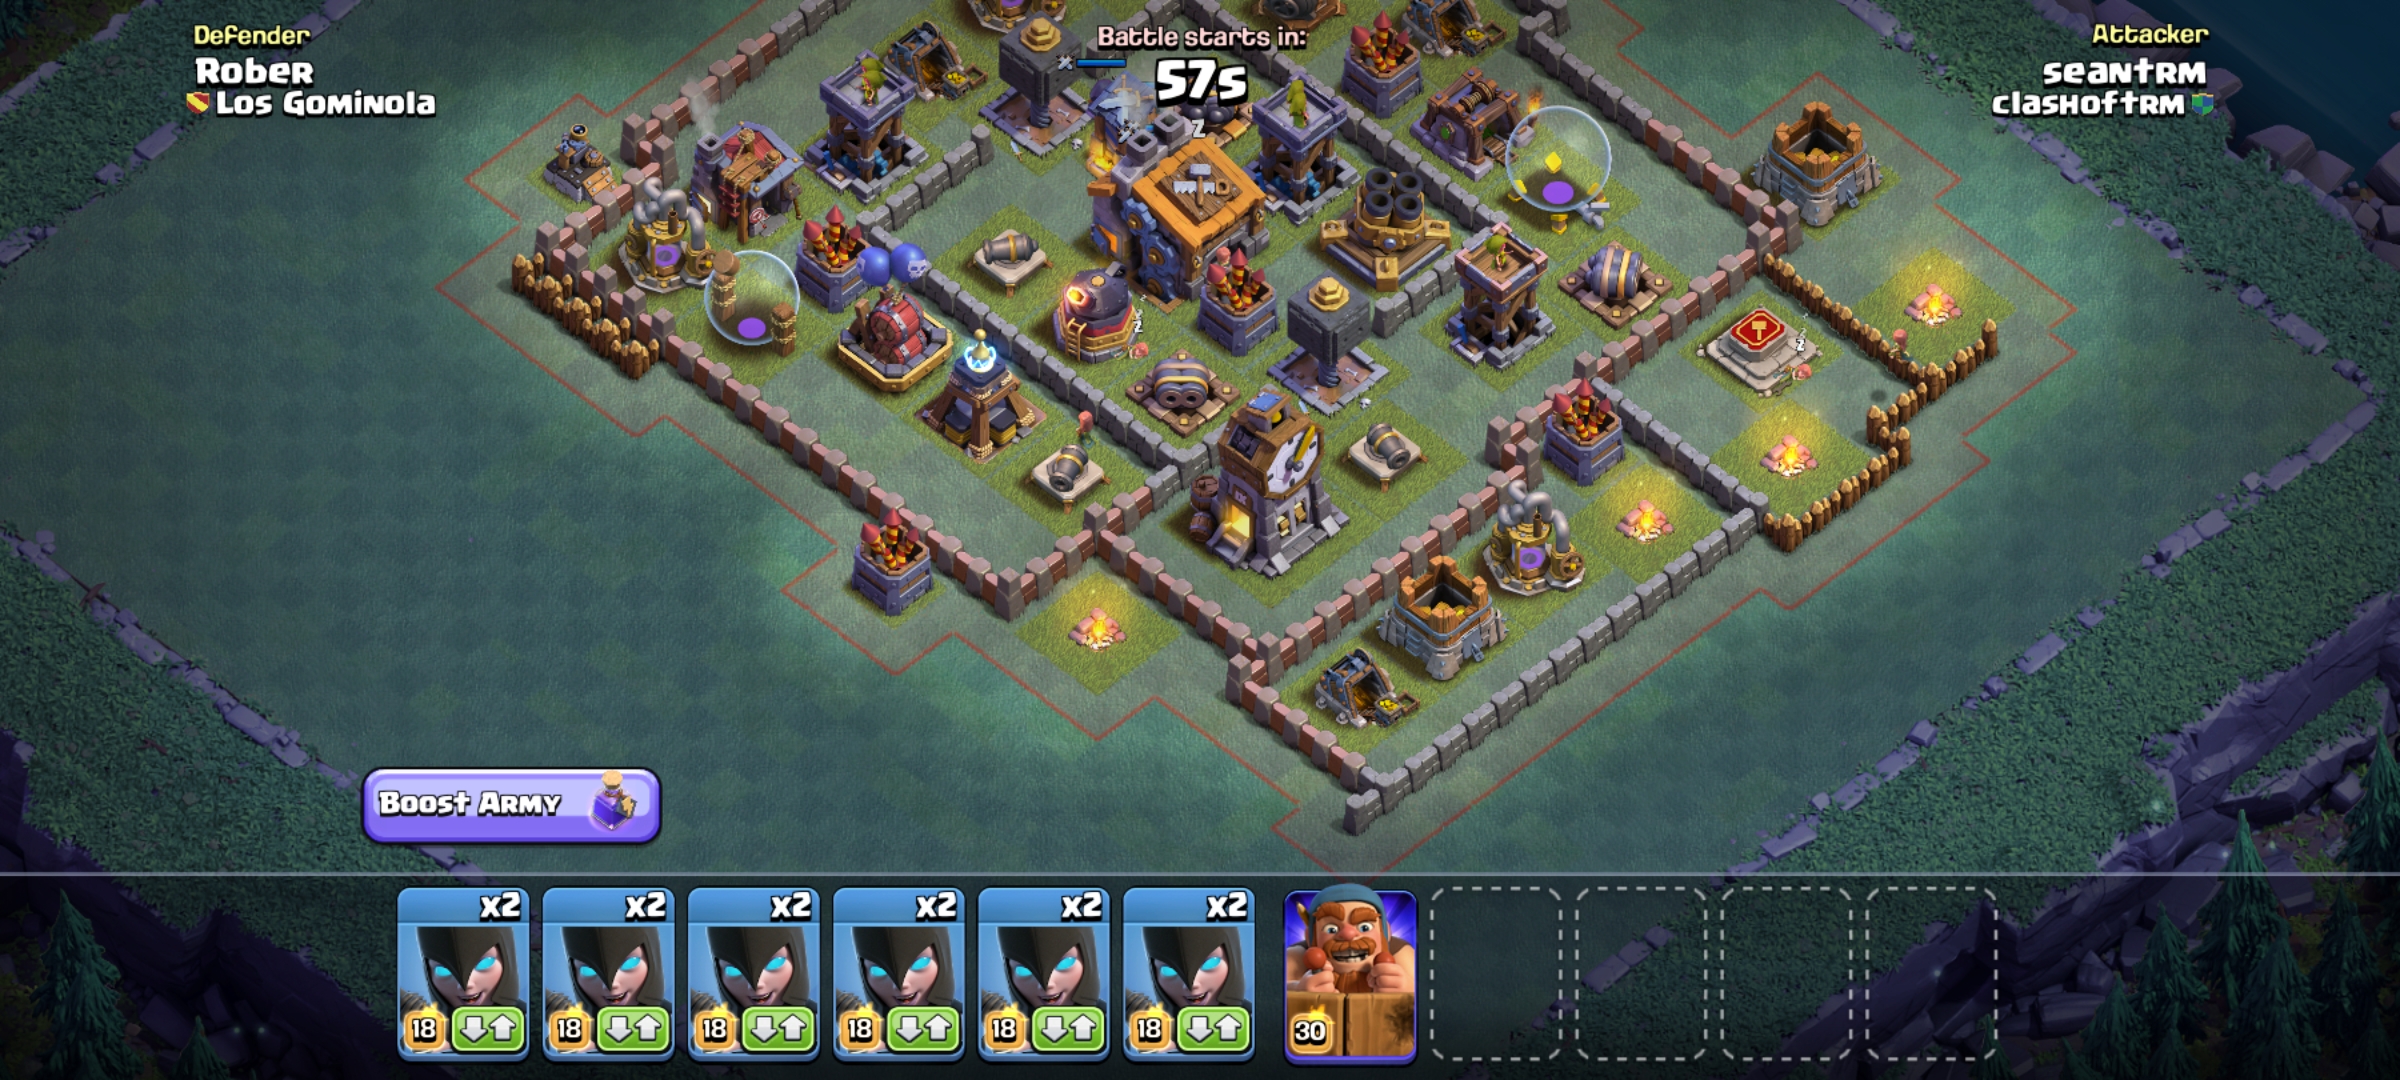 Defender
Rober
Los Gominola
Battle starts in:
57s
Attacker
seantRM
clashoftRM
Boost Army
x2
x2
x2
x2
x2
x2
18
18
18
18
18
18
30